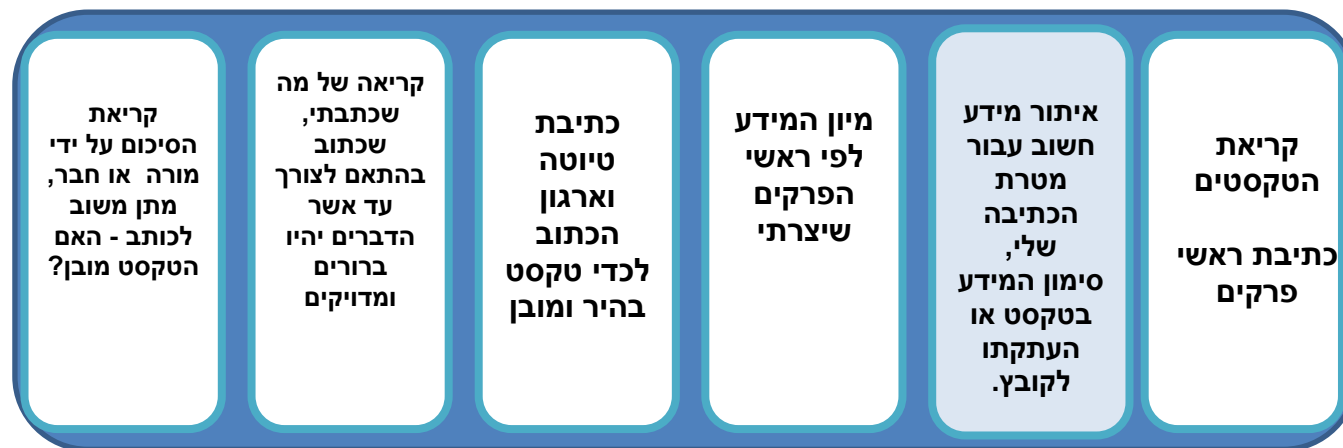 קריאת
הטקסטים
כתיבת ראשי
פרקים
איתור מידע
חשוב עבור
מטרת
הכתיבה
שלי,
סימון המידע
בטקסט או
העתקתו
לקובץ.
מיון המידע
לפי ראשי
הפרקים
שיצרתי
כתיבת
טיוטה
וארגון
הכתוב
לכדי טקסט
בהיר ומובן
קריאה של מה
שכתבתי,
שכתוב
בהתאם לצורך
עד אשר
הדברים יהיו
ברורים
ומדויקים
קריאת
הסיכום על ידי
מורה או חבר,
מתן משוב
לכותב - האם
הטקסט מובן?